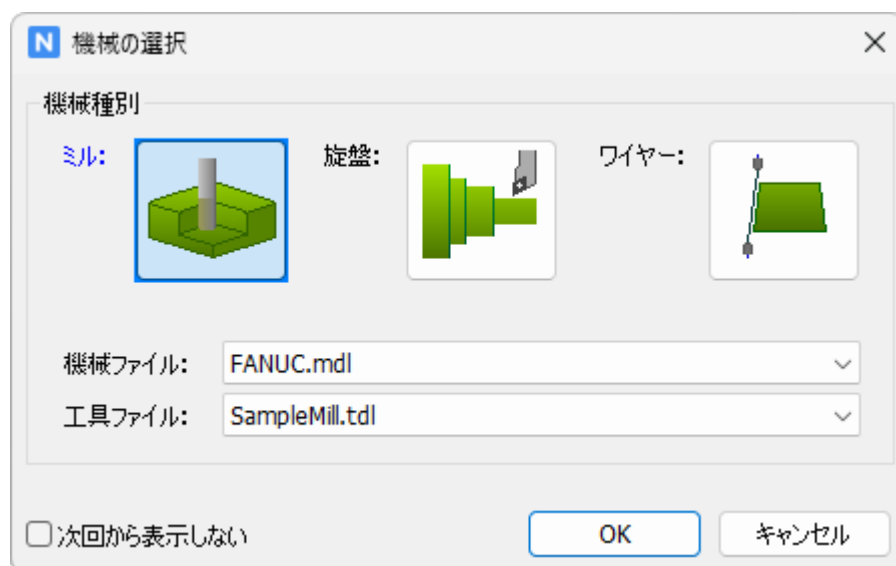 N 機械の選択
機械種別
ミル: 旋盤: ワイヤー:
機械ファイル: FANUC.mdl
工具ファイル: SampleMill.tdl
次回から表示しない OK キャンセル